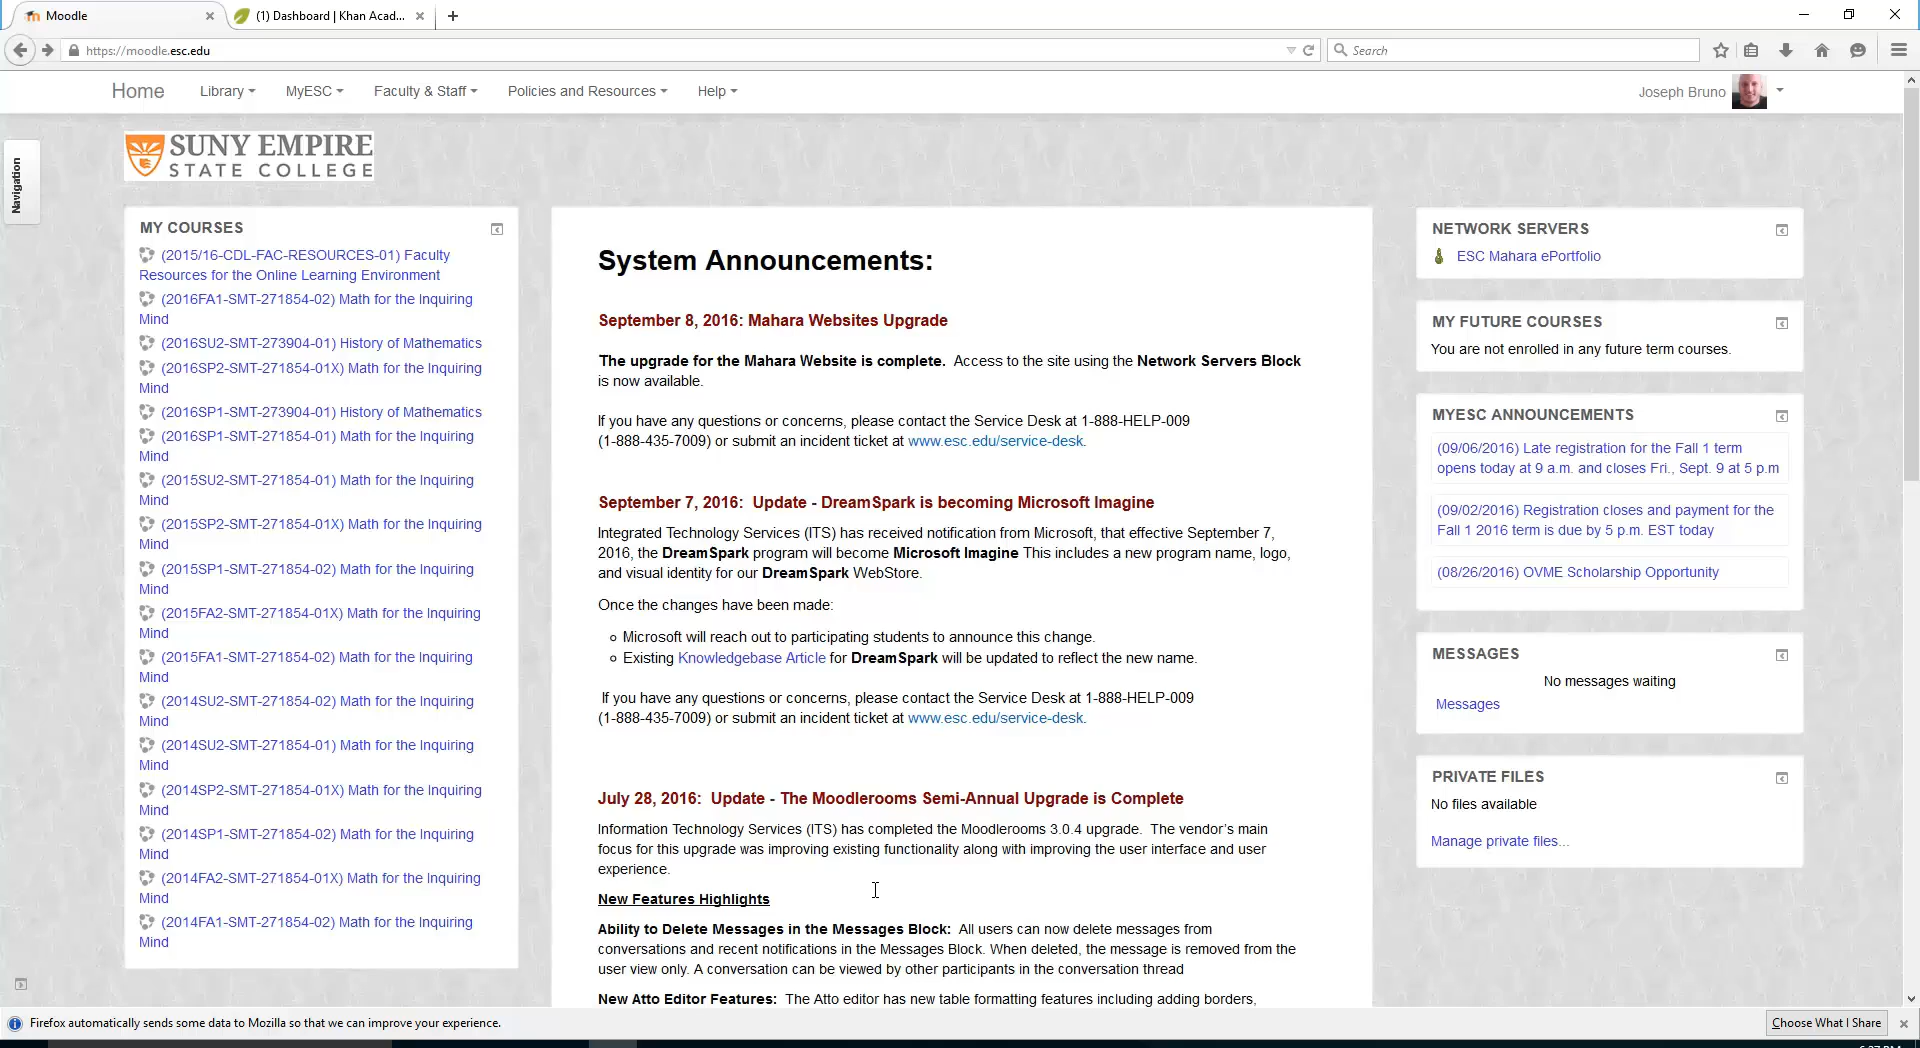 Moodle
(1) Dashboard | Khan Acad...
https://moodle.esc.edu
Search
Home
Library
MyESC
Faculty & Staff
Policies and Resources
Help
Joseph Bruno
Navigation
SUNY EMPIRE
STATE COLLEGE
MY COURSES
(2015/16-CDL-FAC-RESOURCES-01) Faculty
Resources for the Online Learning Environment
(2016FA1-SMT-271854-02) Math for the Inquiring
Mind
(2016SU2-SMT-273904-01) History of Mathematics
(2016SP2-SMT-271854-01X) Math for the Inquiring
Mind
(2016SP1-SMT-273904-01) History of Mathematics
(2016SP1-SMT-271854-01) Math for the Inquiring
Mind
(2015SU2-SMT-271854-01) Math for the Inquiring
Mind
(2015SP2-SMT-271854-01X) Math for the Inquiring
Mind
(2015SP1-SMT-271854-02) Math for the Inquiring
Mind
(2015FA2-SMT-271854-01X) Math for the Inquiring
Mind
(2015FA1-SMT-271854-02) Math for the Inquiring
Mind
(2014SU2-SMT-271854-02) Math for the Inquiring
Mind
(2014SU2-SMT-271854-01) Math for the Inquiring
Mind
(2014SP2-SMT-271854-01X) Math for the Inquiring
Mind
(2014SP1-SMT-271854-02) Math for the Inquiring
Mind
(2014FA2-SMT-271854-01X) Math for the Inquiring
Mind
(2014FA1-SMT-271854-02) Math for the Inquiring
Mind
System Announcements:
September 8, 2016: Mahara Websites Upgrade
The upgrade for the Mahara Website is complete. Access to the site using the Network Servers Block
is now available.
If you have any questions or concerns, please contact the Service Desk at 1-888-HELP-009
(1-888-435-7009) or submit an incident ticket at www.esc.edu/service-desk.
September 7, 2016: Update - DreamSpark is becoming Microsoft Imagine
Integrated Technology Services (ITS) has received notification from Microsoft, that effective September 7,
2016, the DreamSpark program will become Microsoft Imagine This includes a new program name, logo,
and visual identity for our DreamSpark WebStore.
Once the changes have been made:
Microsoft will reach out to participating students to announce this change.
Existing Knowledgebase Article for DreamSpark will be updated to reflect the new name.
If you have any questions or concerns, please contact the Service Desk at 1-888-HELP-009
(1-888-435-7009) or submit an incident ticket at www.esc.edu/service-desk.
July 28, 2016: Update - The Moodlerooms Semi-Annual Upgrade is Complete
Information Technology Services (ITS) has completed the Moodlerooms 3.0.4 upgrade. The vendor's main
focus for this upgrade was improving existing functionality along with improving the user interface and user
experience.
New Features Highlights
Ability to Delete Messages in the Messages Block: All users can now delete messages from
conversations and recent notifications in the Messages Block. When deleted, the message is removed from the
user view only. A conversation can be viewed by other participants in the conversation thread
New Atto Editor Features: The Atto editor has new table formatting features including adding borders,
NETWORK SERVERS
ESC Mahara ePortfolio
MY FUTURE COURSES
You are not enrolled in any future term courses.
MYESC ANNOUNCEMENTS
(09/06/2016) Late registration for the Fall 1 term
opens today at 9 a.m. and closes Fri., Sept. 9 at 5 p.m
(09/02/2016) Registration closes and payment for the
Fall 1 2016 term is due by 5 p.m. EST today
(08/26/2016) OVME Scholarship Opportunity
MESSAGES
No messages waiting
Messages
PRIVATE FILES
No files available
Manage private files...
Firefox automatically sends some data to Mozilla so that we can improve your experience.
Choose What I Share